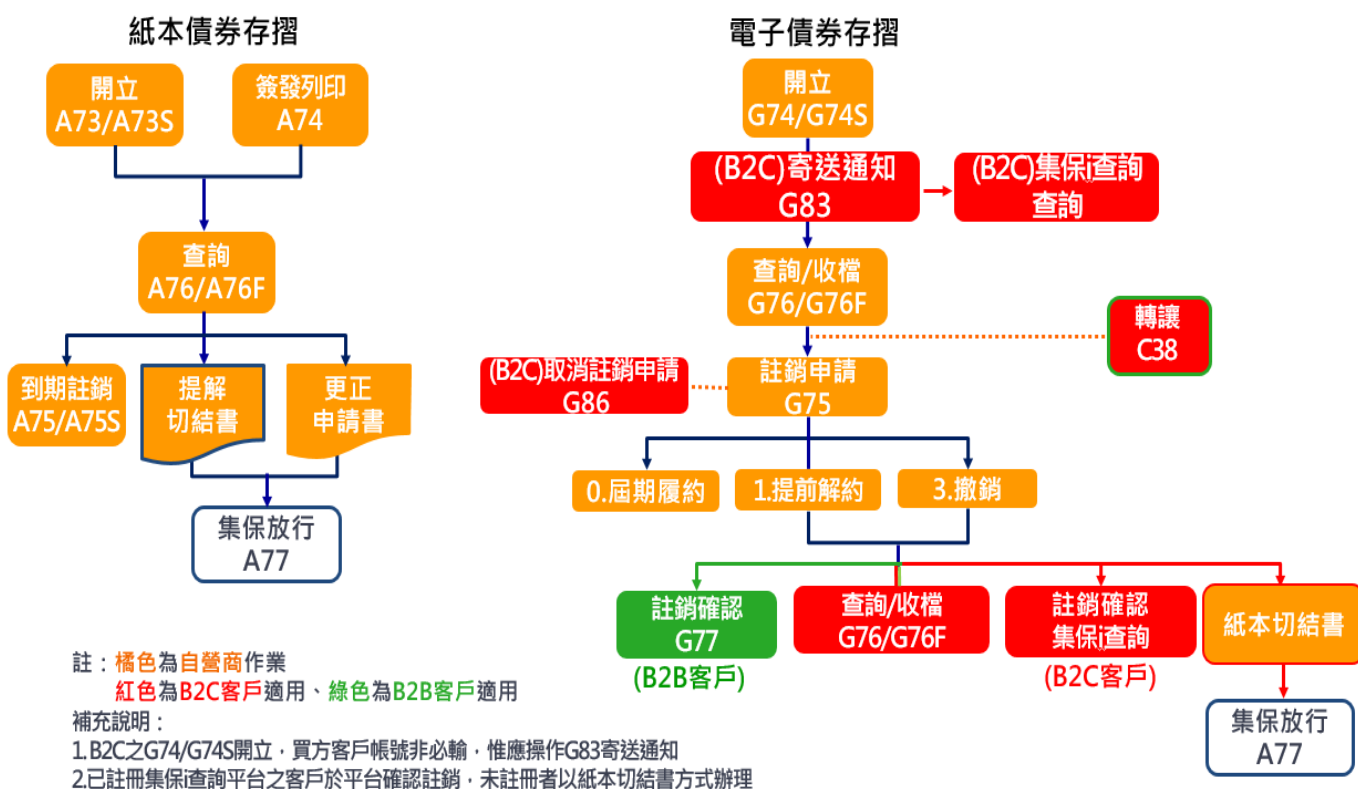 紙本債券存摺
開立
A73/A73S
簽發列印
A74
查詢
A76/A76F
到期註銷
A75/A75S
提解
切結書
更正
申請書
集保放行
A77
電子債券存摺
開立
G74/G74S
(B2C)寄送通知
G83
(B2C)集保i查詢
查詢
查詢/收檔
G76/G76F
轉讓
C38
(B2C)取消註銷申請
G86
註銷申請
G75
0.屆期履約
1.提前解約
3.撤銷
註銷確認
G77
(B2B客戶)
查詢/收檔
G76/G76F
註銷確認
集保i查詢
(B2C客戶)
紙本切結書
集保放行
A77
註：橘色為自營商作業
紅色為B2C客戶適用、綠色為B2B客戶適用
補充說明：
1. B2C之G74/G74S開立，買方客戶帳號非必輸，惟應操作G83寄送通知
2.已註冊集保i查詢平台之客戶於平台確認註銷，未註冊者以紙本切結書方式辦理